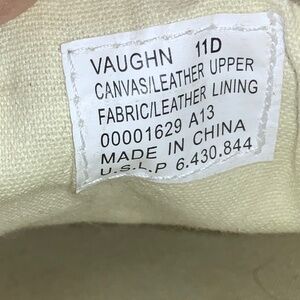 VAUGHN 11D
CANVAS/LEATHER UPPER
FABRIC/LEATHER LINING
00001629 A13
MADE IN CHINA
U.S.L.P 6.430.844